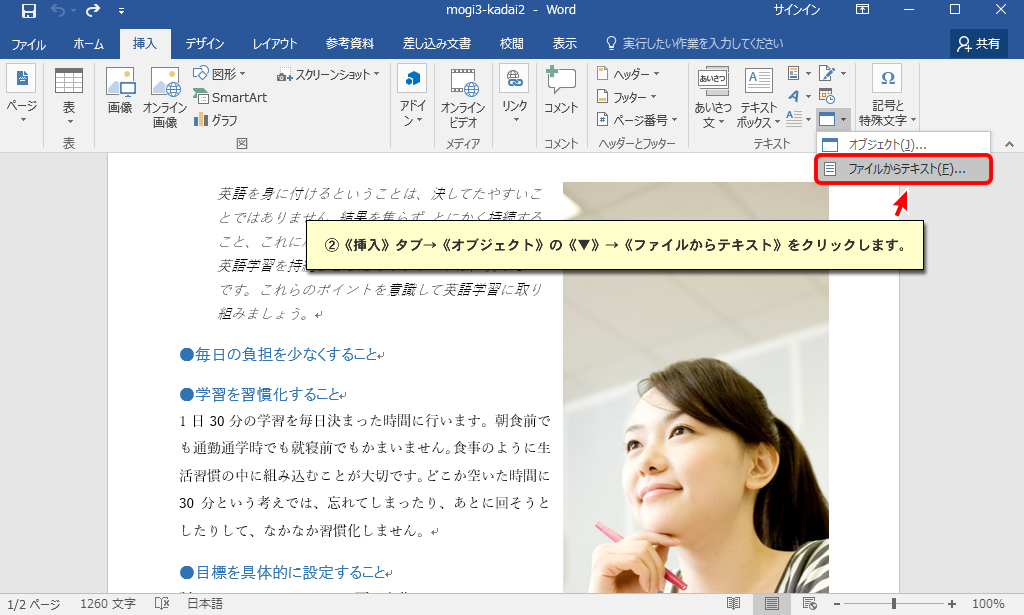 mogi3-kadai2 - Word
サインイン
ファイル
ホーム
挿入
デザイン
レイアウト
参考資料
差し込み文書
校閲
表示
実行したい作業を入力してください
共有
ページ
表
画像
オンライン
画像
図形
SmartArt
グラフ
スクリーンショット
アドイ
ン
オンライン
ビデオ
リンク
コメント
ヘッダー
フッター
ページ番号
あいさつ
あいさつ
文
テキスト
ボックス
記号と
特殊文字
表
図
メディア
コメント
ヘッダーとフッター
テキスト
オブジェクト(J)...
ファイルからテキスト(F)...
英語を身に付けるということは、決してたやすいこ
とではありません。結果を焦らず、とにかく持続する
こと、これに
②《挿入》タブ→《オブジェクト》の《▼》→《ファイルからテキスト》をクリックします。
英語学習を持
です。これらのポイントを意識して英語学習に取り
組みましょう。
●毎日の負担を少なくすること
●学習を習慣化すること
1 日 30 分の学習を毎日決まった時間に行います。朝食前で
も通勤通学時でも就寝前でもかまいません。食事のように生
活習慣の中に組み込むことが大切です。どこか空いた時間に
30 分という考えでは、忘れてしまったり、あとに回そうと
したりして、なかなか習慣化しません。
●目標を具体的に設定すること
1/2 ページ
1260 文字
日本語
100%